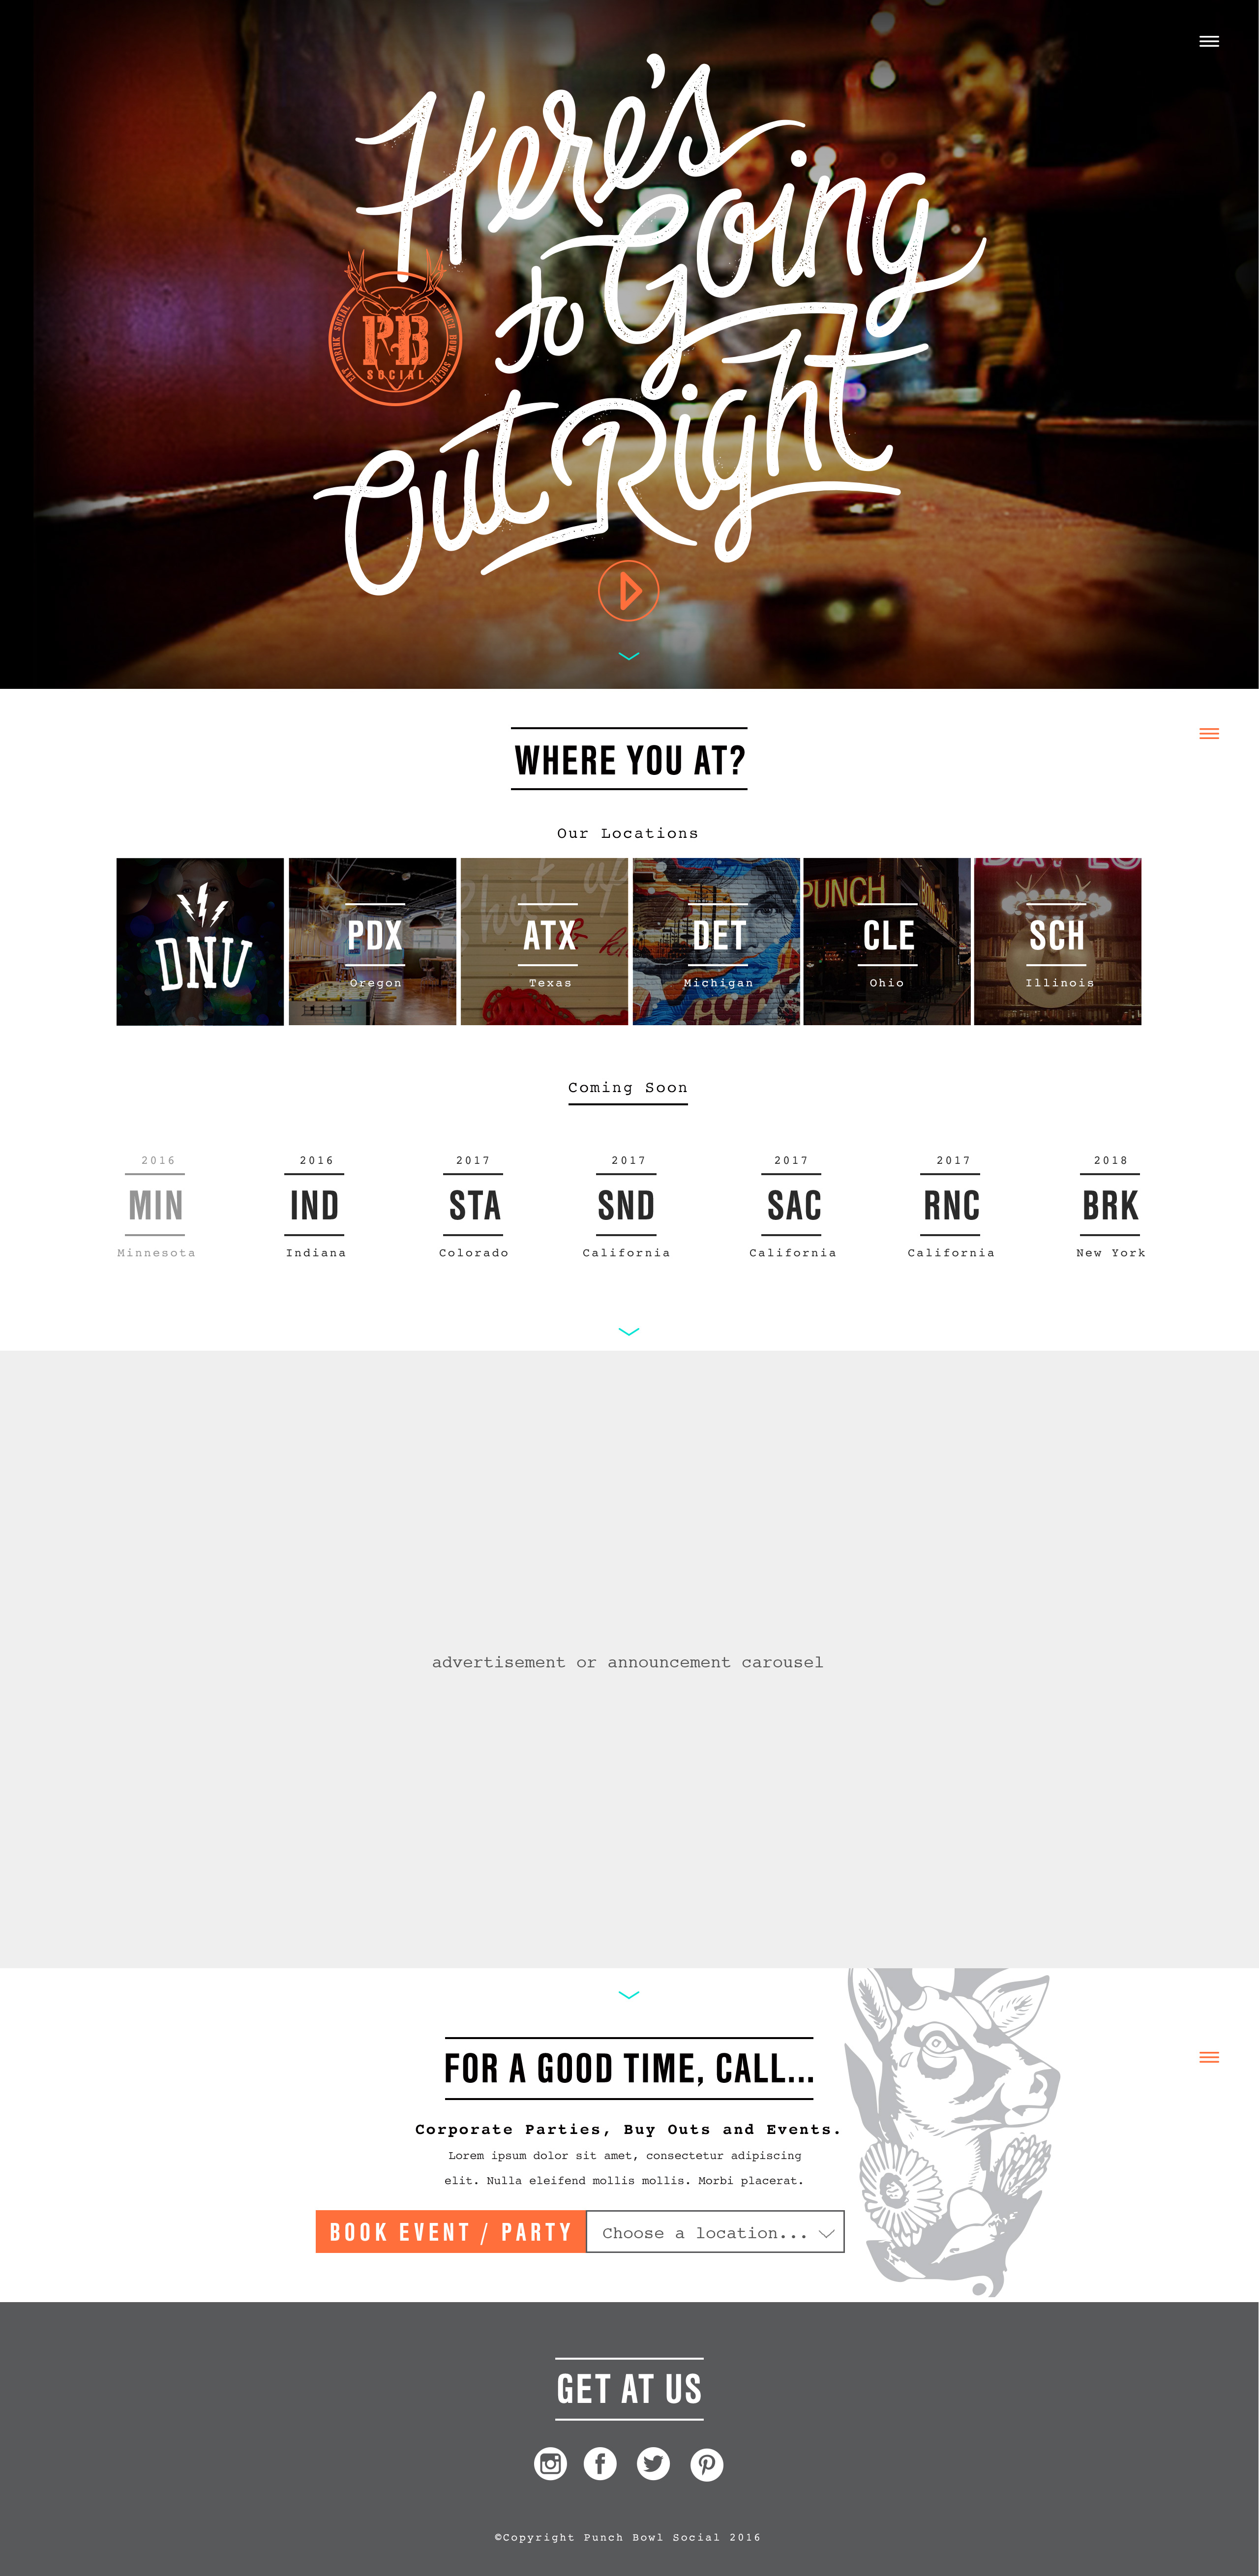 Here's
to Going
Out Right
EAT DRINK SOCIAL
PUNCH BOWL SOCIAL
PB
SOCIAL
WHERE YOU AT?
Our Locations
DNU
PDX
Oregon
ATX
Texas
DET
Michigan
PUNCH
CLE
Ohio
SCH
Illinois
Coming Soon
2016
MIN
Minnesota
2016
IND
Indiana
2017
STA
Colorado
2017
SND
California
2017
SAC
California
2017
RNC
California
2018
BRK
New York
advertisement or announcement carousel
FOR A GOOD TIME, CALL...
Corporate Parties, Buy Outs and Events.
Lorem ipsum dolor sit amet, consectetur adipiscing
elit. Nulla eleifend mollis mollis. Morbi placerat.
BOOK EVENT / PARTY
Choose a location...
GET AT US
©Copyright Punch Bowl Social 2016